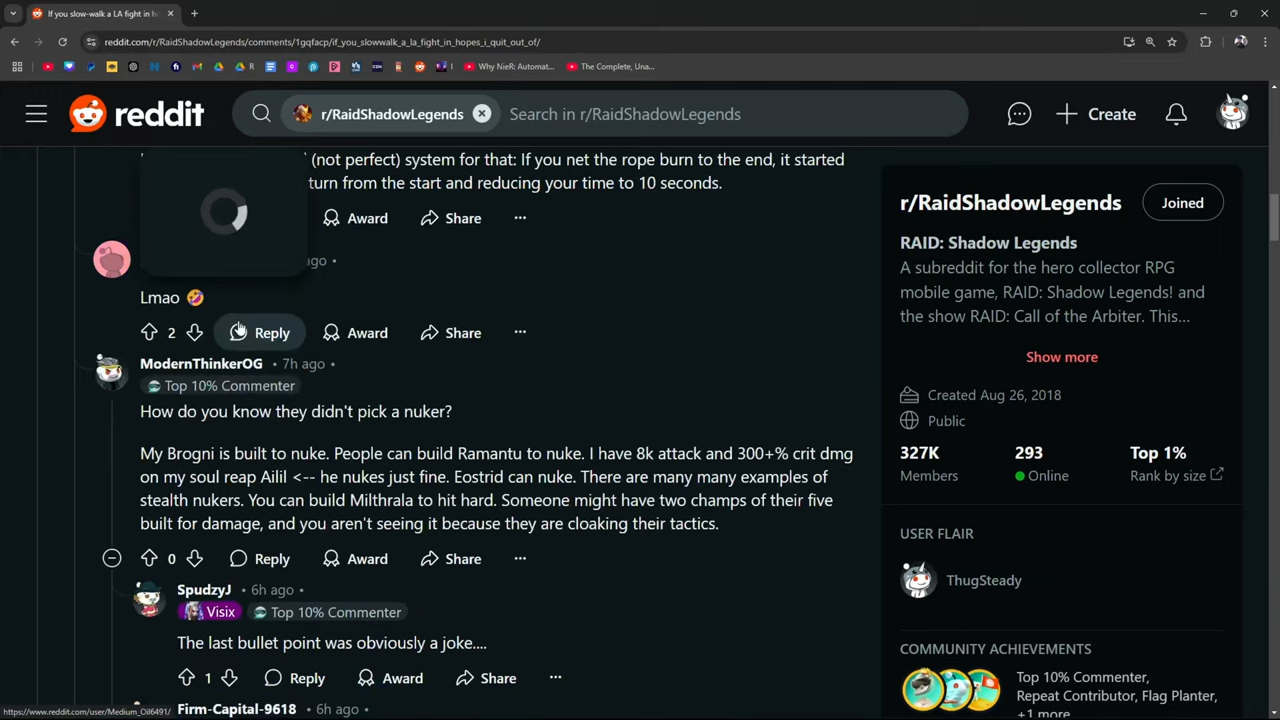 If you slow-walk a LA fight in ho
reddit.com/r/RaidShadowLegends/comments/1gqfacp/if_you_slowwalk_a_la_fight_in_hopes_i_quit_out_of/
R
Why NieR: Automat...
The Complete, Una...
reddit
r/RaidShadowLegends
Search in r/RaidShadowLegends
Create
(not perfect) system for that: If you net the rope burn to the end, it started
turn from the start and reducing your time to 10 seconds.
Award
Share
ago •
Lmao 🤣
2
Reply
Award
Share
ModernThinkerOG • 7h ago •
Top 10% Commenter
How do you know they didn't pick a nuker?
My Brogni is built to nuke. People can build Ramantu to nuke. I have 8k attack and 300+% crit dmg
on my soul reap Ailil <-- he nukes just fine. Eostrid can nuke. There are many many examples of
stealth nukers. You can build Milthrala to hit hard. Someone might have two champs of their five
built for damage, and you aren't seeing it because they are cloaking their tactics.
0
Reply
Award
Share
SpudzyJ • 6h ago •
Visix
Top 10% Commenter
The last bullet point was obviously a joke....
1
Reply
Award
Share
Firm-Capital-9618 • 6h ago •
https://www.reddit.com/user/Medium_Oil6491/
r/RaidShadowLegends
Joined
RAID: Shadow Legends
A subreddit for the hero collector RPG
mobile game, RAID: Shadow Legends! and
the show RAID: Call of the Arbiter. This...
Show more
Created Aug 26, 2018
Public
327K
293
Top 1%
Members
Online
Rank by size
USER FLAIR
ThugSteady
COMMUNITY ACHIEVEMENTS
Top 10% Commenter,
Repeat Contributor, Flag Planter,
+1 more